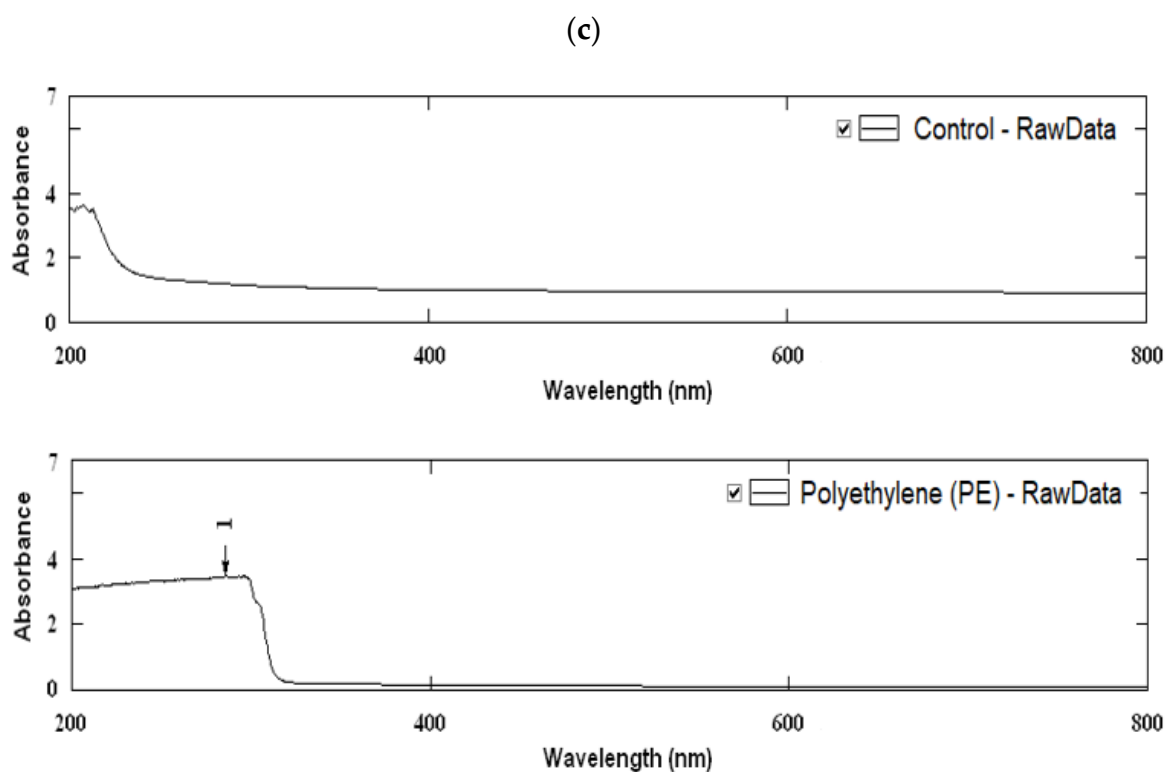 (c)
7
4
2
0
Absorbance
Control - RawData
200 400 600 800
Wavelength (nm)
7
4
2
0
Absorbance
1
Polyethylene (PE) - RawData
200 400 600 800
Wavelength (nm)